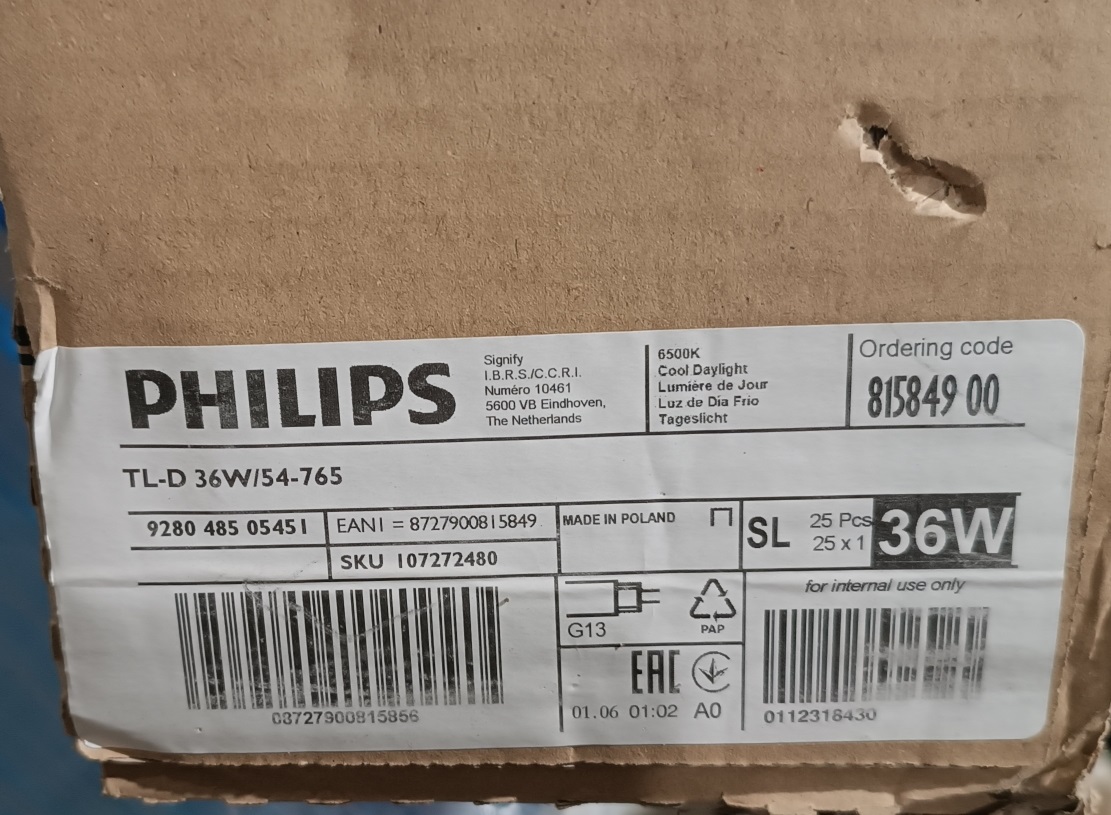 PHILIPS
Signify
I.B.R.S./C.C.R.I.
Numéro 10461
5600 VB Eindhoven,
The Netherlands
6500K
Cool Daylight
Lumière de Jour
Luz de Dia Frio
Tageslicht
Ordering code
815849 00
TL-D 36W/54-765
9280 485 05451
EAN1 = 8727900815849
SKU 107272480
MADE IN POLAND
SL
25 Pcs
25 x 1
36W
G13
PAP
for internal use only
EAC
01.06 01:02 A0
08727900815856
0112318430